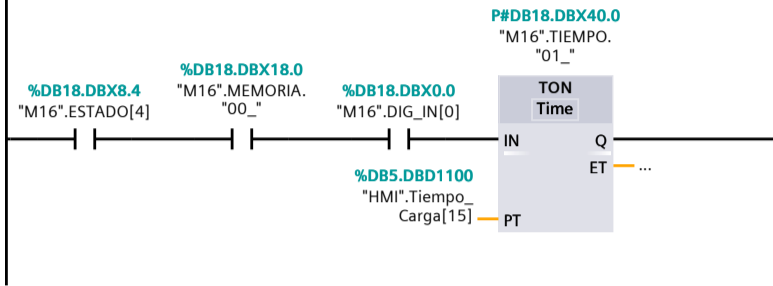 P#DB18.DBX40.0
"M16".TIEMPO.
"01_"
%DB18.DBX8.4
"M16".ESTADO[4]
%DB18.DBX18.0
"M16".MEMORIA.
"00_"
%DB18.DBX0.0
"M16".DIG_IN[0]
TON
Time
IN
Q
ET
...
%DB5.DBD1100
"HMI".Tiempo_
Carga[15]
PT